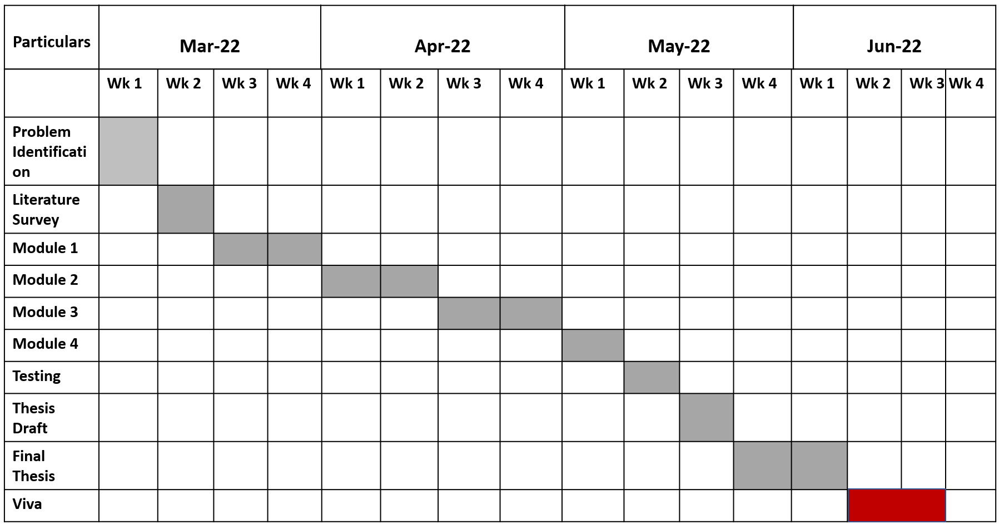 Particulars Mar-22 Apr-22 May-22 Jun-22
Wk 1 Wk 2 Wk 3 Wk 4 Wk 1 Wk 2 Wk 3 Wk 4 Wk 1 Wk 2 Wk 3 Wk 4 Wk 1 Wk 2 Wk 3 Wk 4
Problem
Identificati
on
Literature
Survey
Module 1
Module 2
Module 3
Module 4
Testing
Thesis
Draft
Final
Thesis
Viva